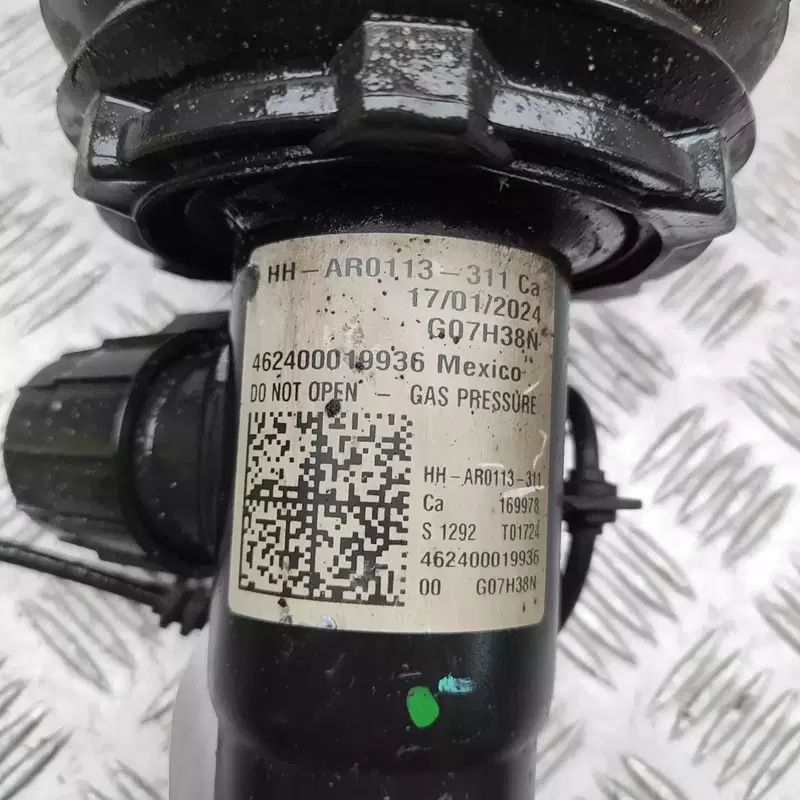 HH-AR0113-311 Ca
17/01/2024
G07H38N
462400019936 Mexico
DO NOT OPEN - GAS PRESSURE
HH-AR0113-311
Ca 169978
S 1292 T01724
462400019936
00 G07H38N